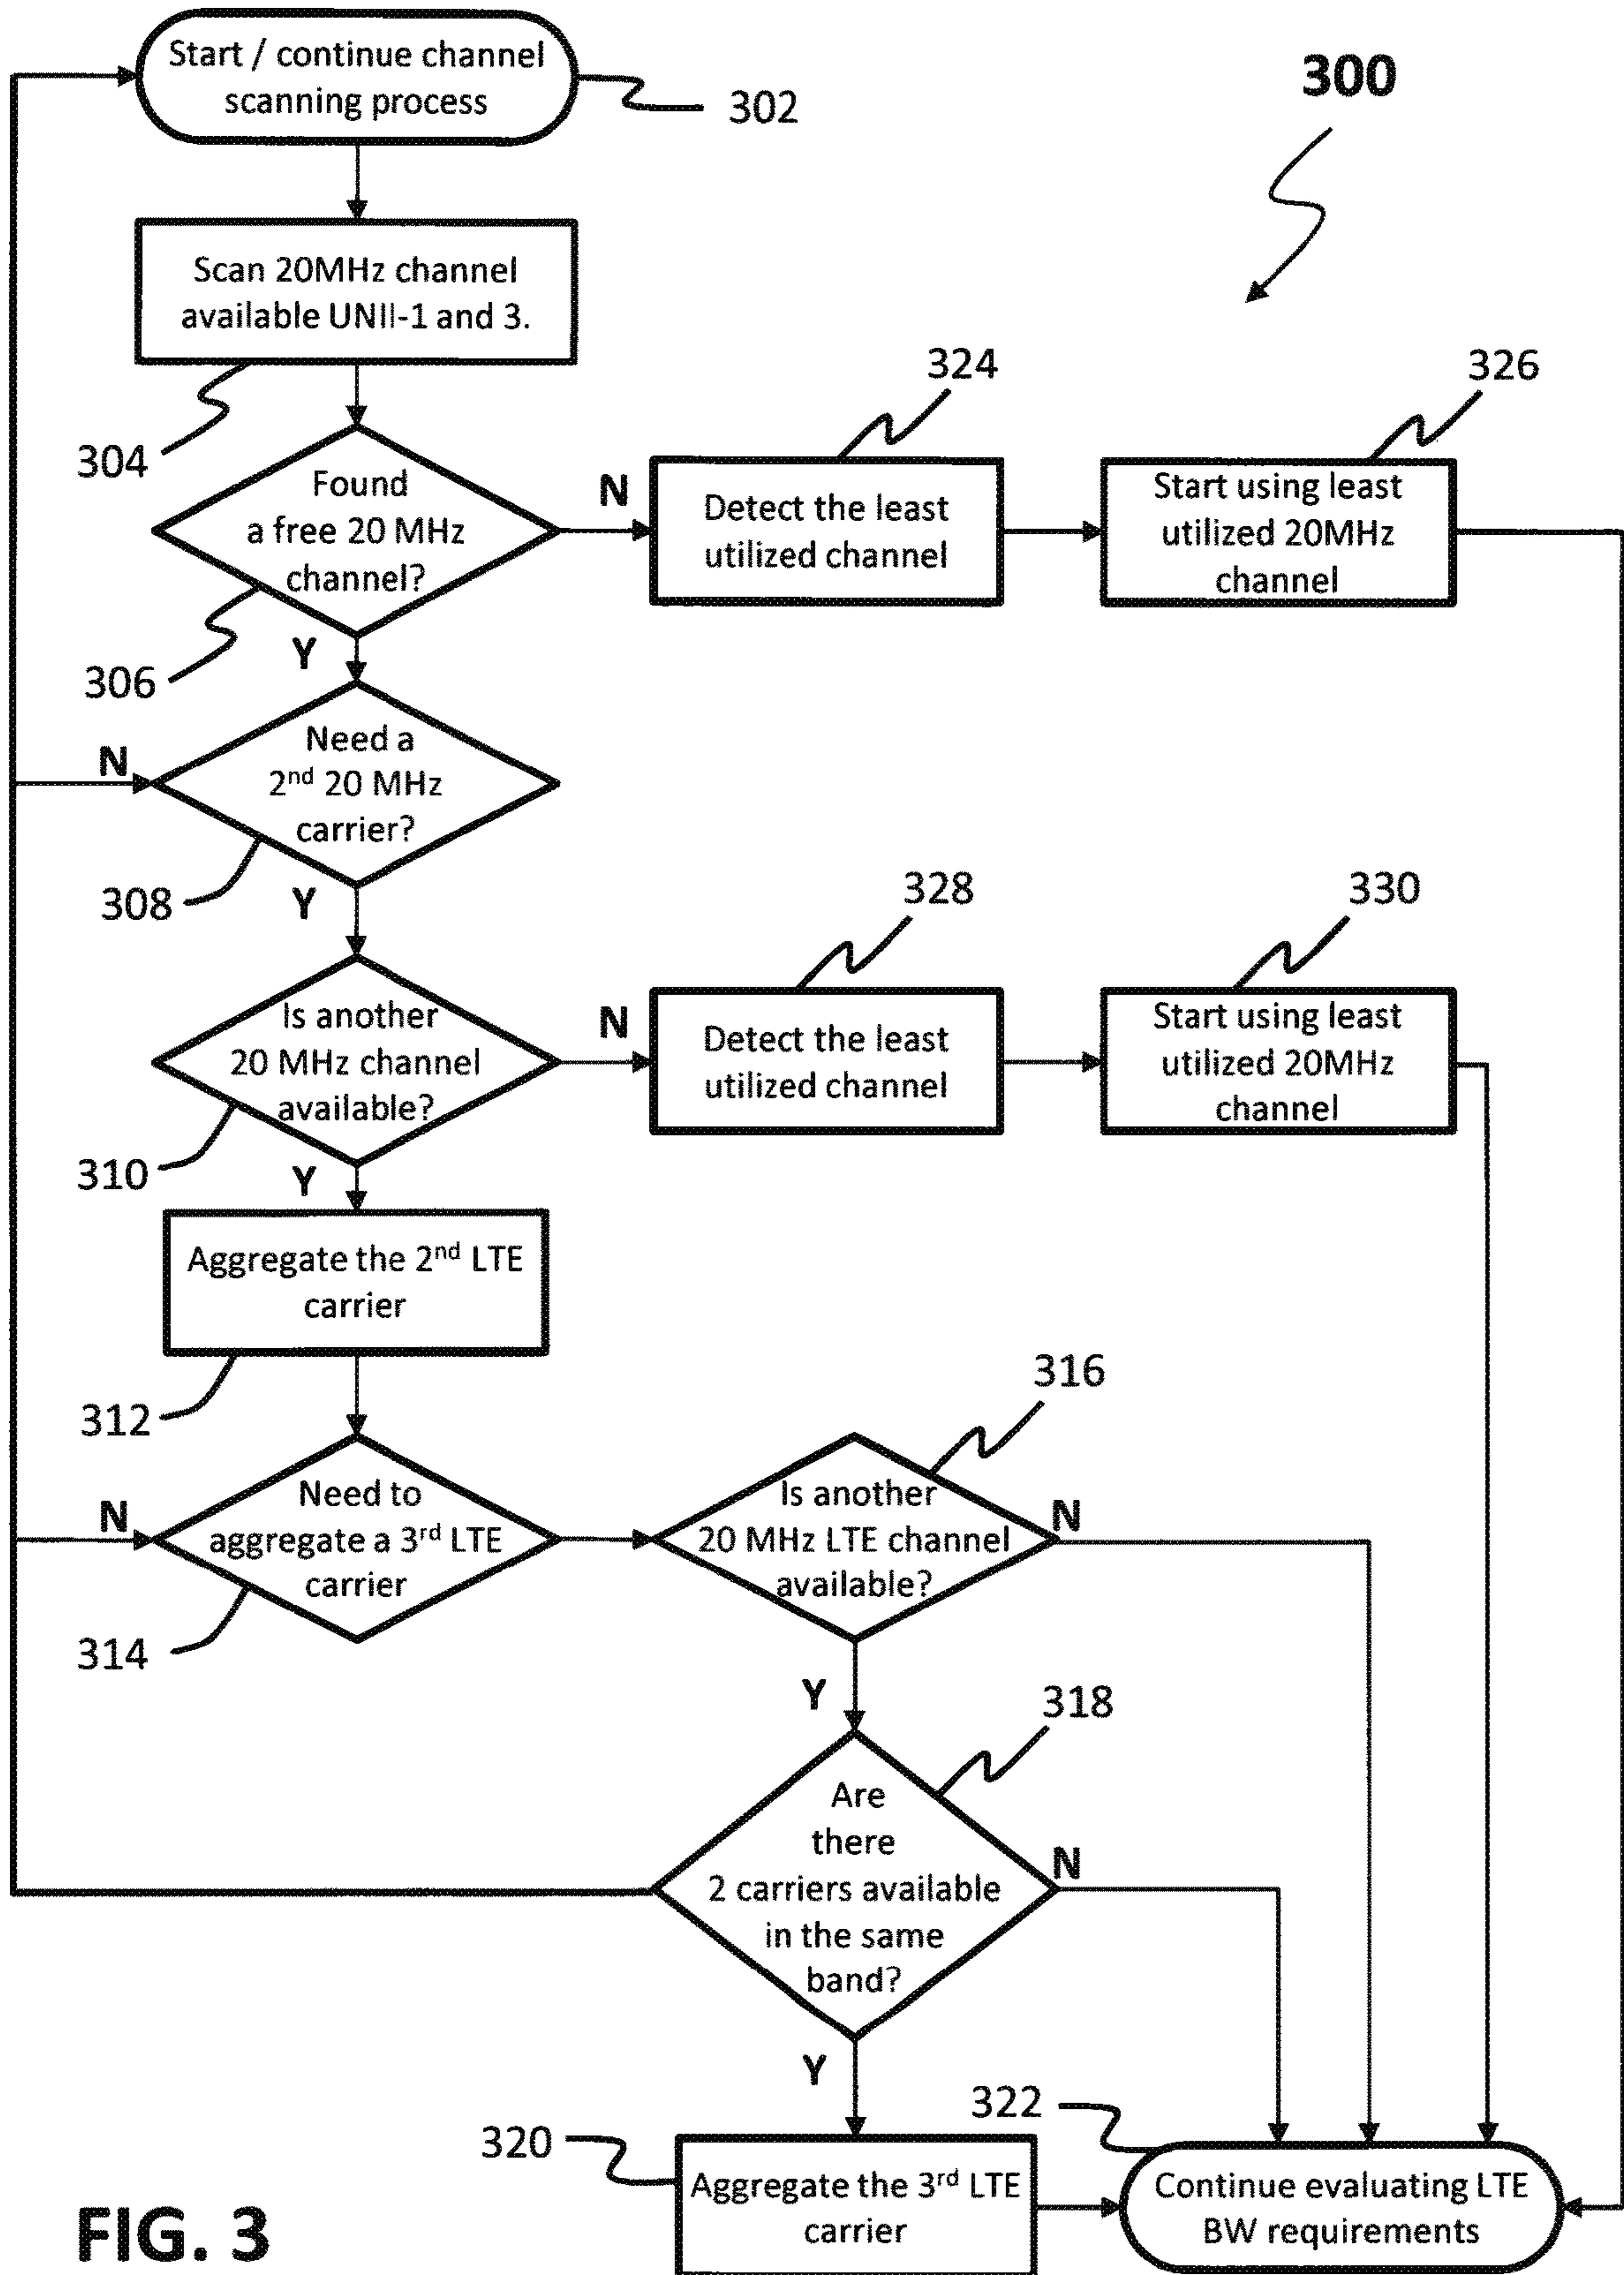 Start / continue channel
scanning process
302
300
Scan 20MHz channel
available UNII-1 and 3.
304
324
326
Found
a free 20 MHz
channel?
N
Detect the least
utilized channel
Start using least
utilized 20MHz
channel
306
Y
Need a
2nd 20 MHz
carrier?
N
308
Y
328
330
Is another
20 MHz channel
available?
N
Detect the least
utilized channel
Start using least
utilized 20MHz
channel
310
Y
Aggregate the 2nd LTE
carrier
312
316
Need to
aggregate a 3rd LTE
carrier
N
Is another
20 MHz LTE channel
available?
N
314
Y
318
Are
there
2 carriers available
in the same
band?
N
Y
320
322
Aggregate the 3rd LTE
carrier
Continue evaluating LTE
BW requirements
FIG. 3